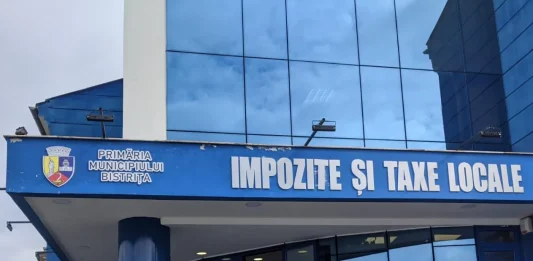 PRIMĂRIA
MUNICIPIULUI
BISTRIȚA
IMPOZITE ȘI TAXE LOCALE